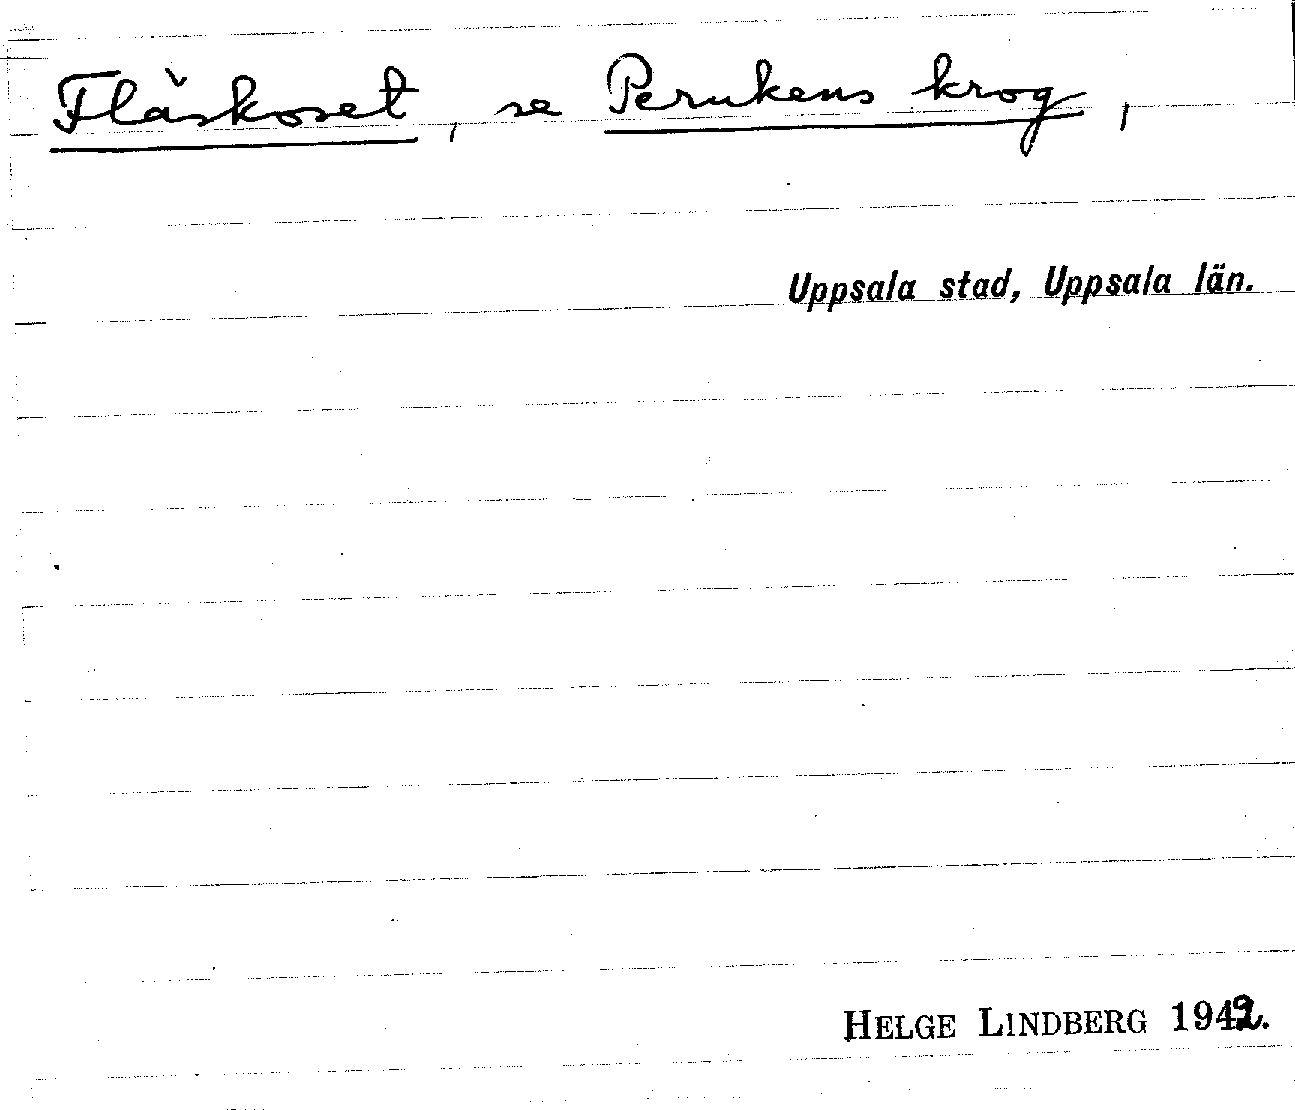 Fläskoset, se Perukens krog,
Uppsala stad, Uppsala län.
HELGE LINDBERG 1942.